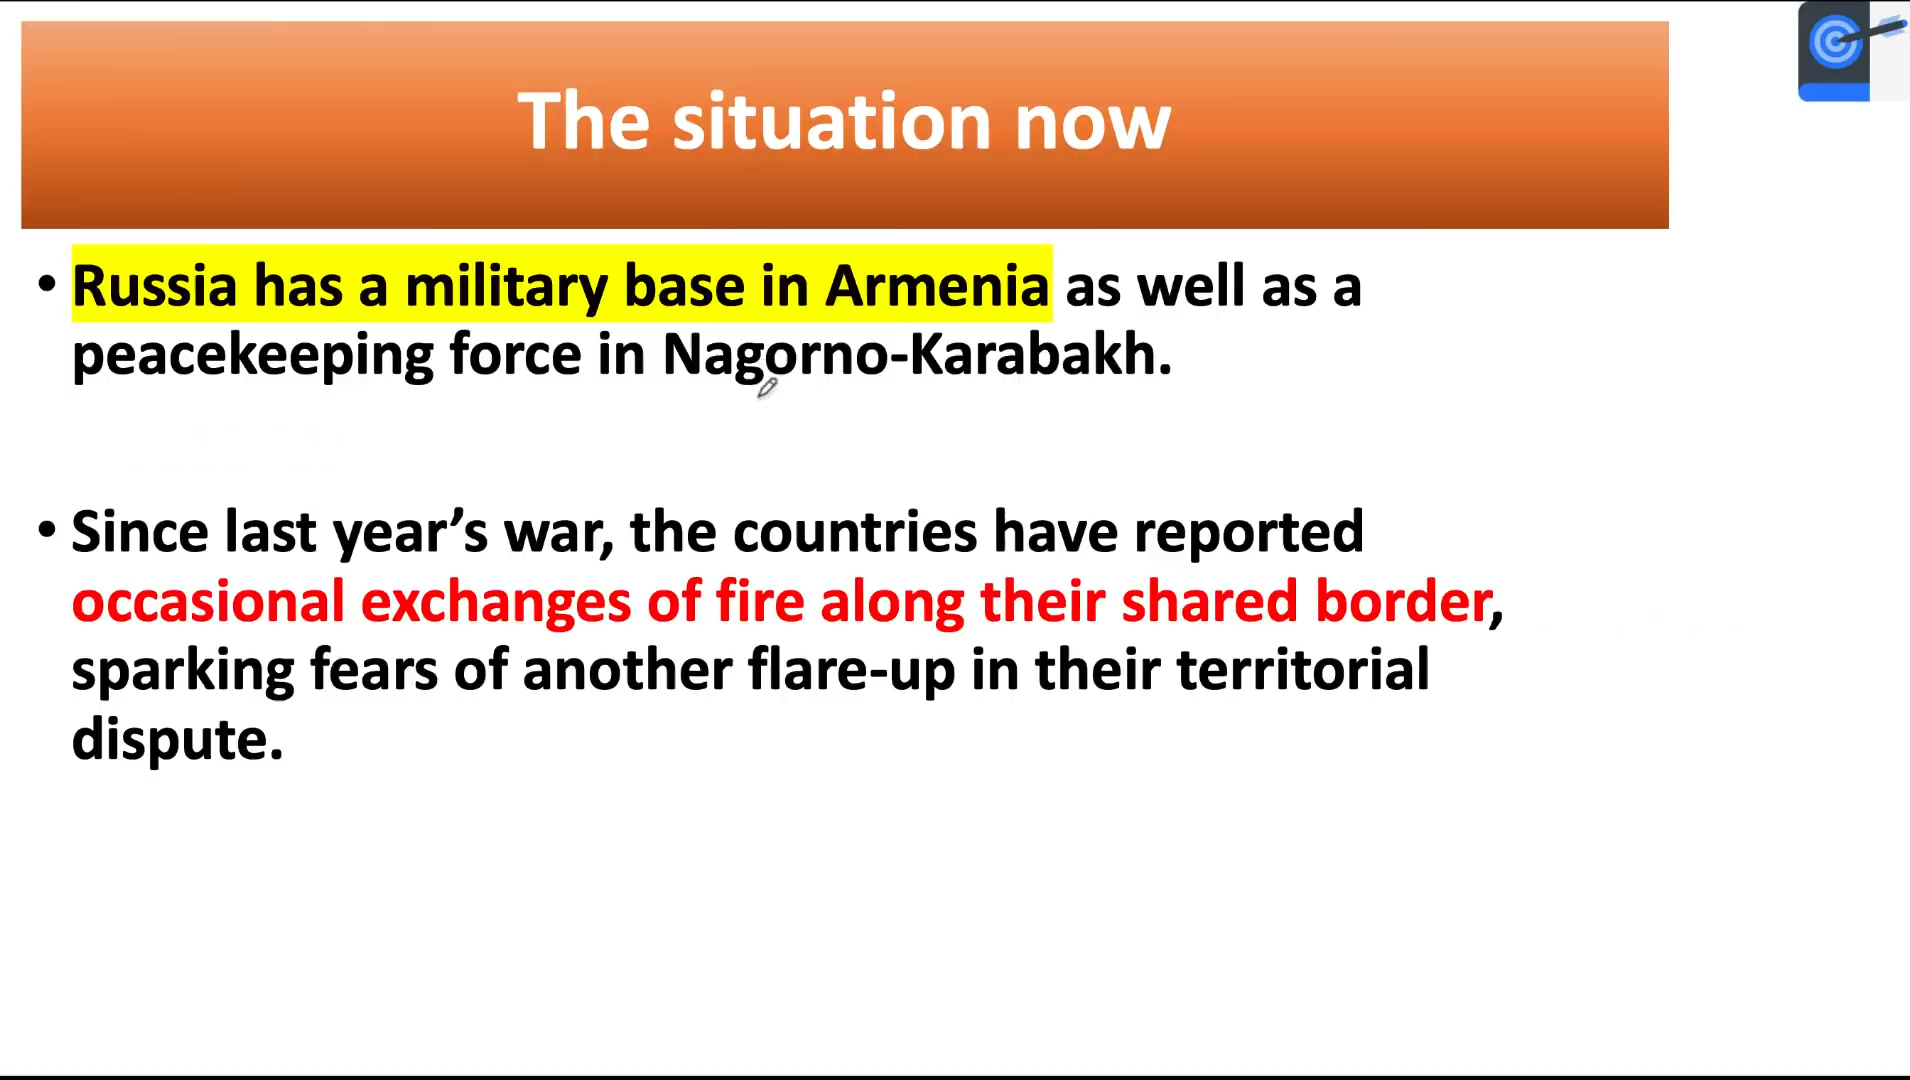 The situation now
• Russia has a military base in Armenia as well as a
peacekeeping force in Nagorno-Karabakh.
• Since last year’s war, the countries have reported
occasional exchanges of fire along their shared border,
sparking fears of another flare-up in their territorial
dispute.